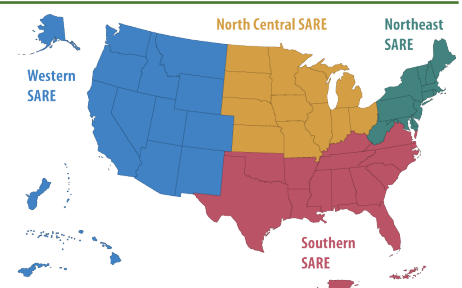 North Central SARE
Northeast
SARE
Western
SARE
Southern
SARE